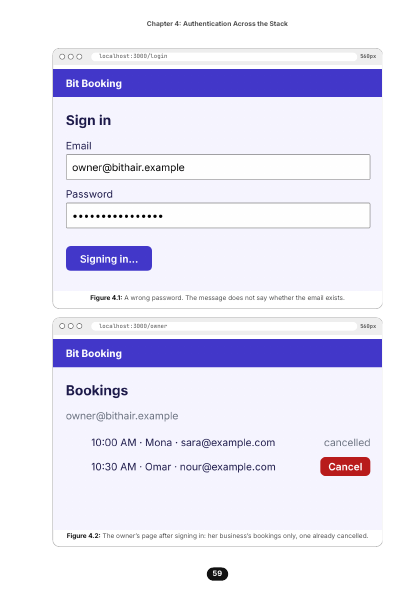 Chapter 4: Authentication Across the Stack
localhost:3000/login
560px
Bit Booking
Sign in
Email
owner@bithair.example
Password
••••••••••••••••
Signing in...
Figure 4.1: A wrong password. The message does not say whether the email exists.
localhost:3000/owner
560px
Bit Booking
Bookings
owner@bithair.example
10:00 AM · Mona · sara@example.com cancelled
10:30 AM · Omar · nour@example.com Cancel
Figure 4.2: The owner's page after signing in: her business's bookings only, one already cancelled.
59